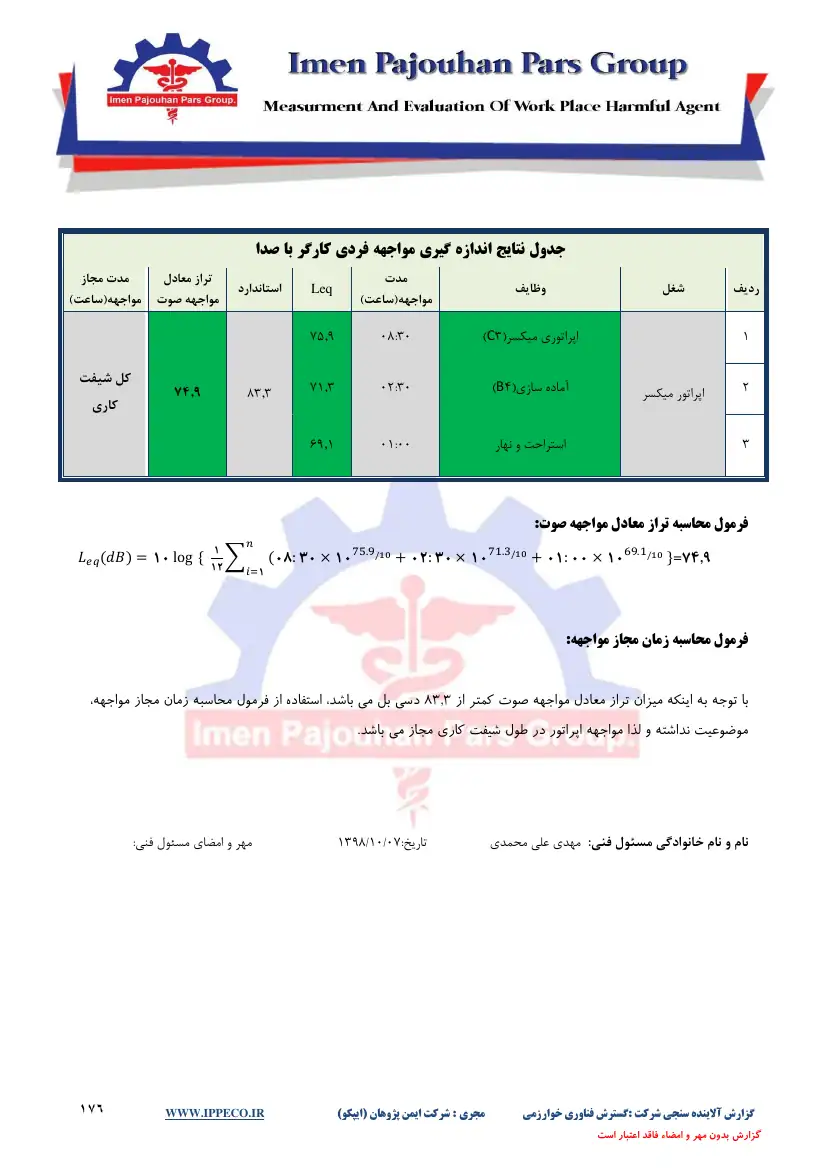 Imen Pajouhan Pars Group
Imen Pajouhan Pars Group.
Measurment And Evaluation Of Work Place Harmful Agent
جدول نتایج اندازه گیری مواجهه فردی کارگر با صدا
ردیف شغل وظایف مدت مواجهه(ساعت) Leq استاندارد تراز معادل مواجهه صوت مدت مجاز مواجهه(ساعت)
۱ اپراتور میکسر اپراتوری میکسر(C۳) ۰۸:۳۰ ۷۵,۹ ۸۳,۳ ۷۴,۹ کل شیفت کاری
۲ آماده سازی(B۴) ۰۲:۳۰ ۷۱,۳
۳ استراحت و نهار ۰۱:۰۰ ۶۹,۱
فرمول محاسبه تراز معادل مواجهه صوت:
L_eq(dB) = ۱۰ log { ۱/۱۲ ∑_{i=۱}^{n} (۰۸:۳۰ × ۱۰^{75.9/10} + ۰۲:۳۰ × ۱۰^{71.3/10} + ۰۱:۰۰ × ۱۰^{69.1/10} }=۷۴,۹
فرمول محاسبه زمان مجاز مواجهه:
با توجه به اینکه میزان تراز معادل مواجهه صوت کمتر از ۸۳,۳ دسی بل می باشد، استفاده از فرمول محاسبه زمان مجاز مواجهه،
موضوعیت نداشته و لذا مواجهه اپراتور در طول شیفت کاری مجاز می باشد.
Imen Pajouhan Pars Group.
نام و نام خانوادگی مسئول فنی: مهدی علی محمدی تاریخ:۱۳۹۸/۱۰/۰۷ مهر و امضای مسئول فنی:
گزارش آلاینده سنجی شرکت :گسترش فناوری خوارزمی مجری : شرکت ایمن پژوهان (ایپکو) WWW.IPPECO.IR ۱۷۶
گزارش بدون مهر و امضاء فاقد اعتبار است